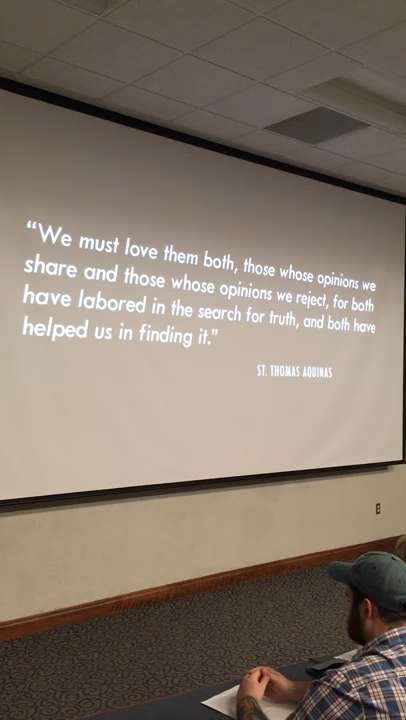 “We must love them both, those whose opinions we
share and those whose opinions we reject, for both
have labored in the search for truth, and both have
helped us in finding it.”
ST. THOMAS AQUINAS